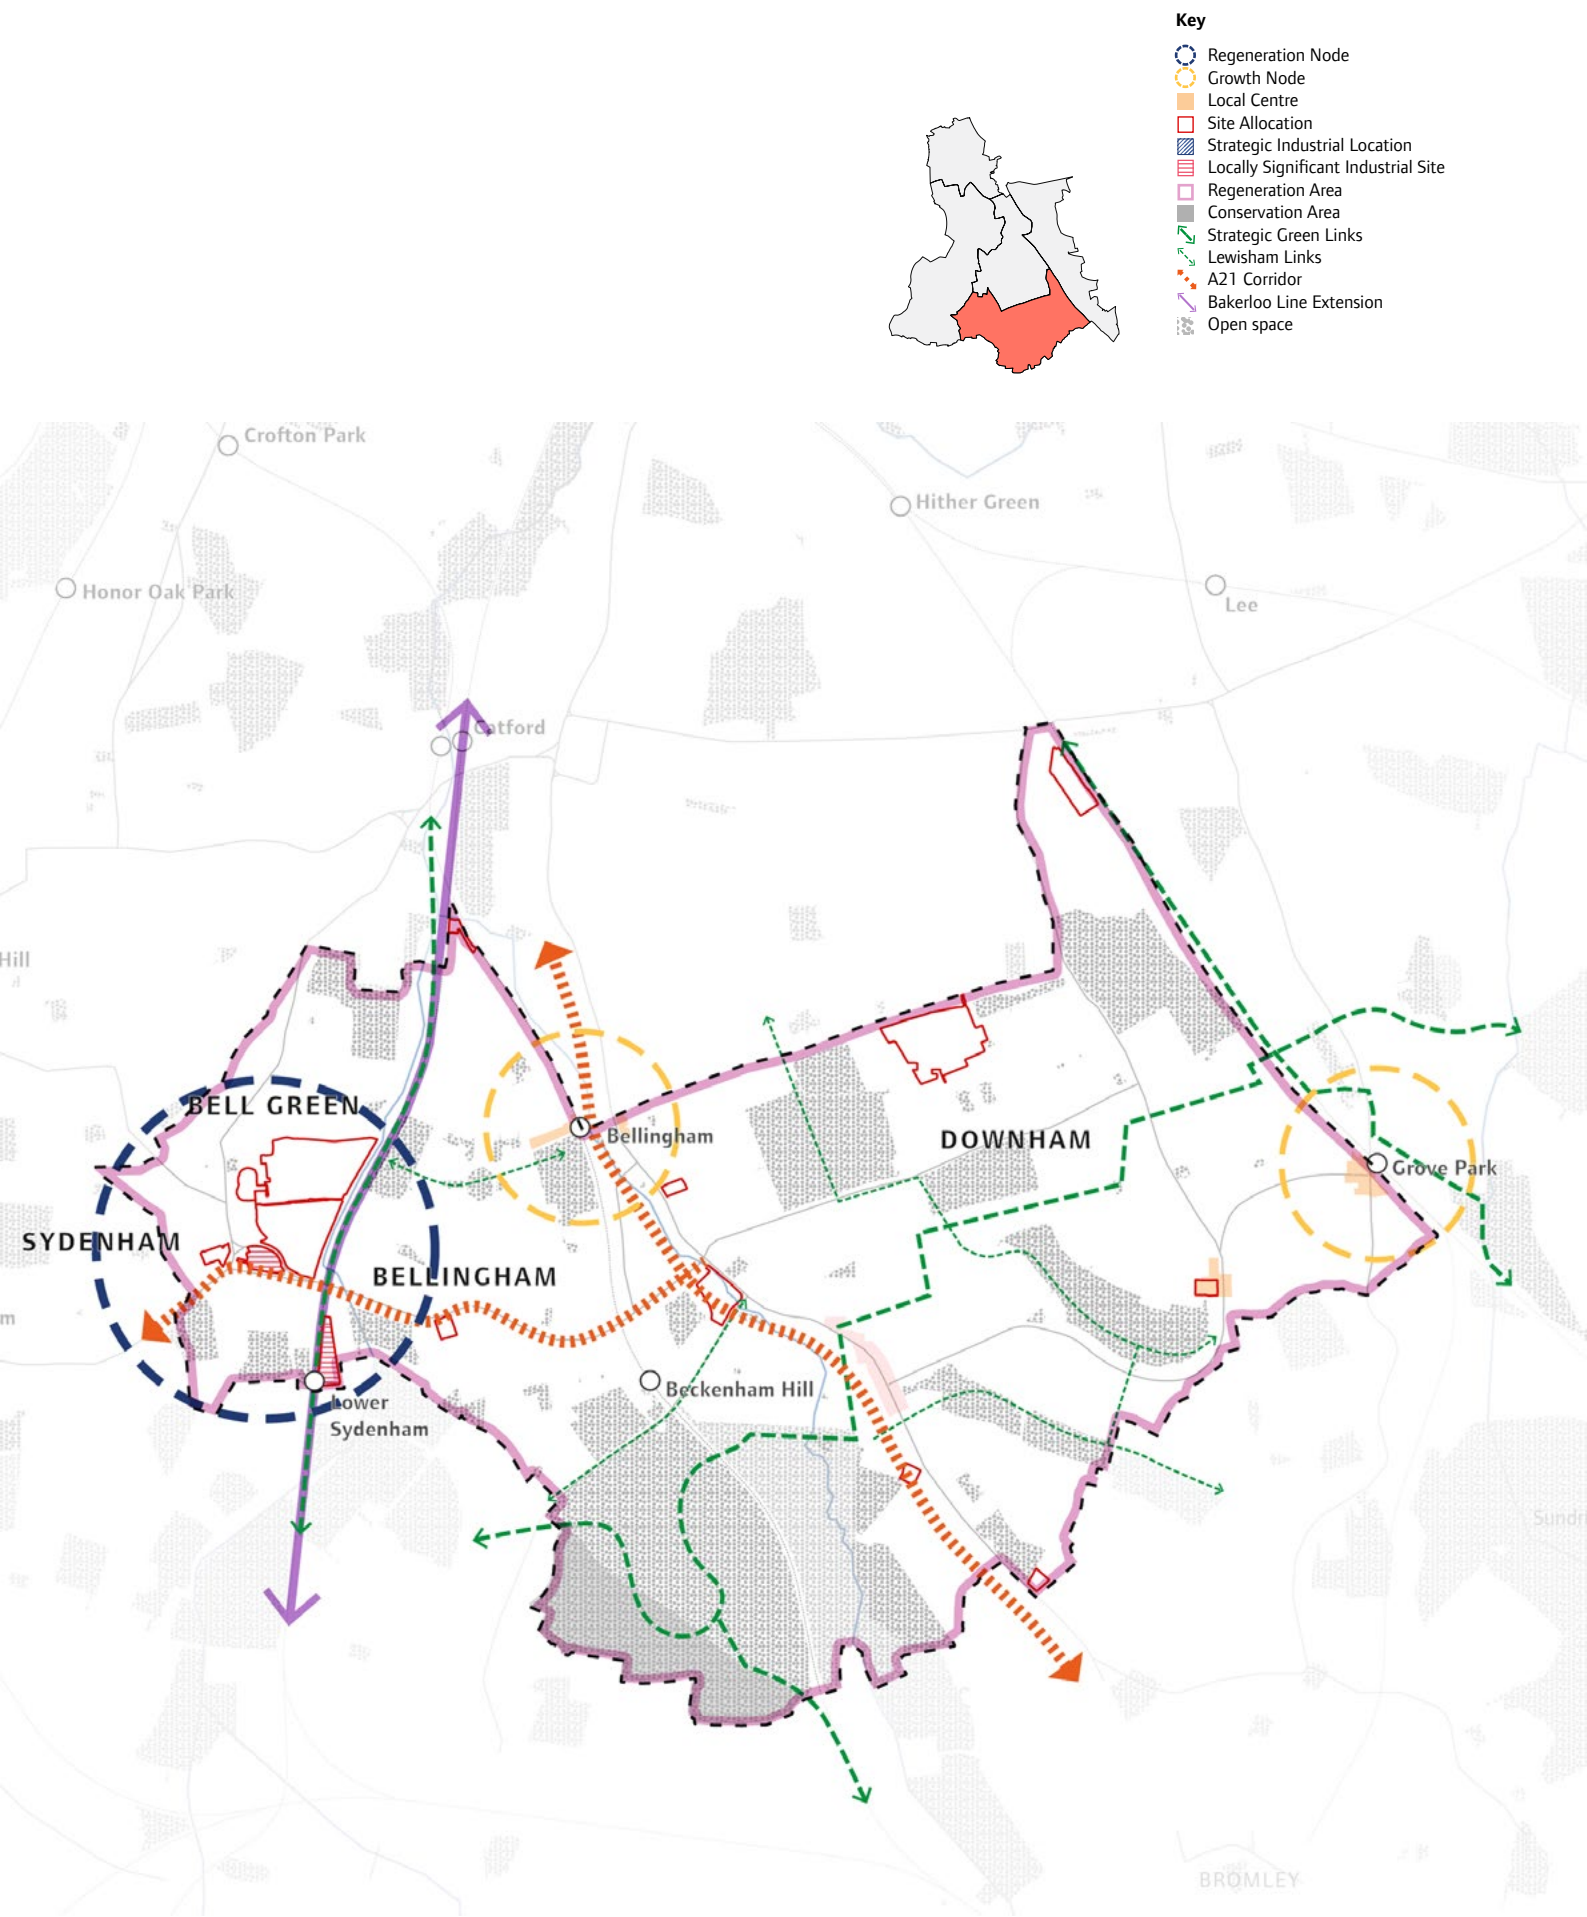 Key
Regeneration Node
Growth Node
Local Centre
Site Allocation
Strategic Industrial Location
Locally Significant Industrial Site
Regeneration Area
Conservation Area
Strategic Green Links
Lewisham Links
A21 Corridor
Bakerloo Line Extension
Open space
Crofton Park
Hither Green
Honor Oak Park
Lee
Catford
Hill
BELL GREEN
Bellingham
DOWNHAM
Grove Park
SYDENHAM
BELLINGHAM
m
Beckenham Hill
Lower
Sydenham
Sundri
BROMLEY